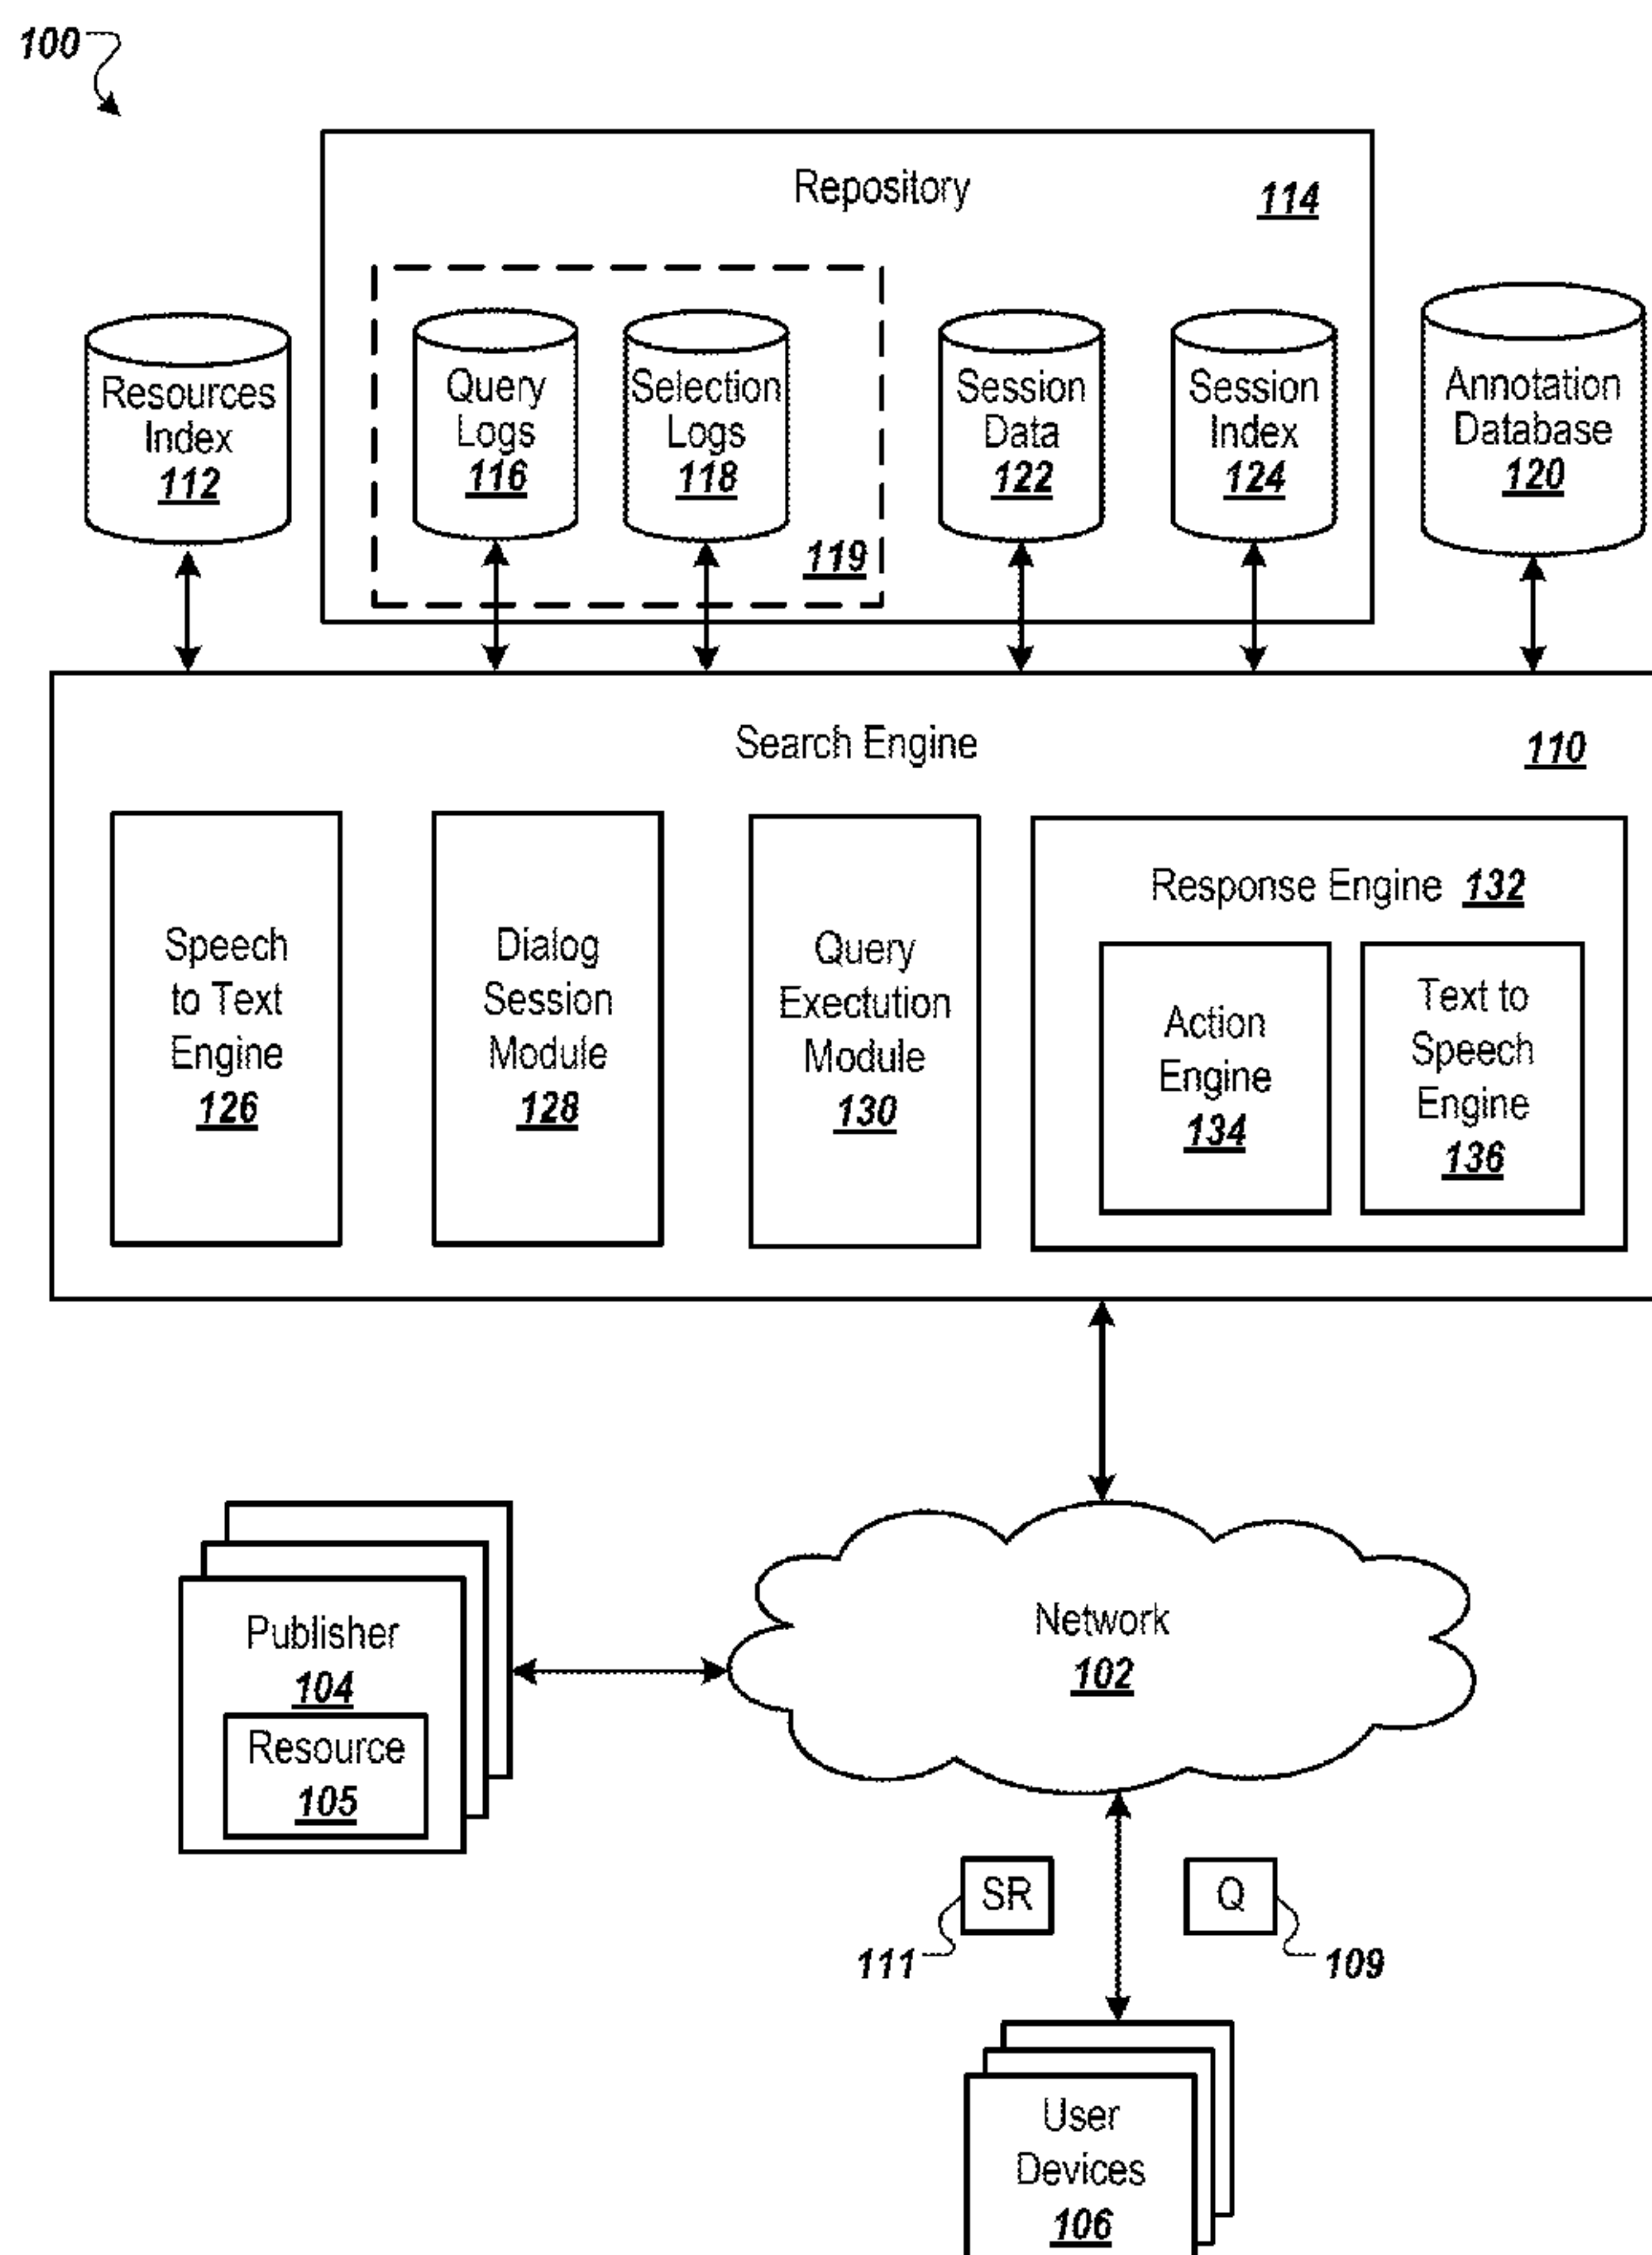 100
Repository
114
Resources
Index
112
Query
Logs
116
Selection
Logs
118
119
Session
Data
122
Session
Index
124
Annotation
Database
120
Search Engine
110
Speech
to Text
Engine
126
Dialog
Session
Module
128
Query
Exectution
Module
130
Response Engine 132
Action
Engine
134
Text to
Speech
Engine
136
Publisher
104
Resource
105
Network
102
SR
111
Q
109
User
Devices
106